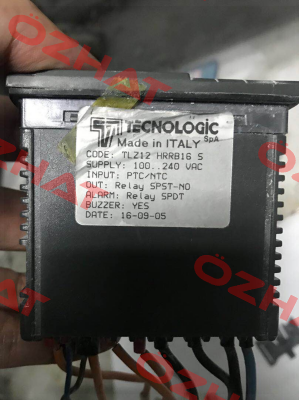 TECNOLOGIC SpA
Made in ITALY
CODE: TLZ12 HRRB16 S
SUPPLY: 100..240 VAC
INPUT: PTC/NTC
OUT: Relay SPST-NO
ALARM: Relay SPDT
BUZZER: YES
DATE: 16-09-05
OZHAT
OZHAT
OZHAT
OZHAT